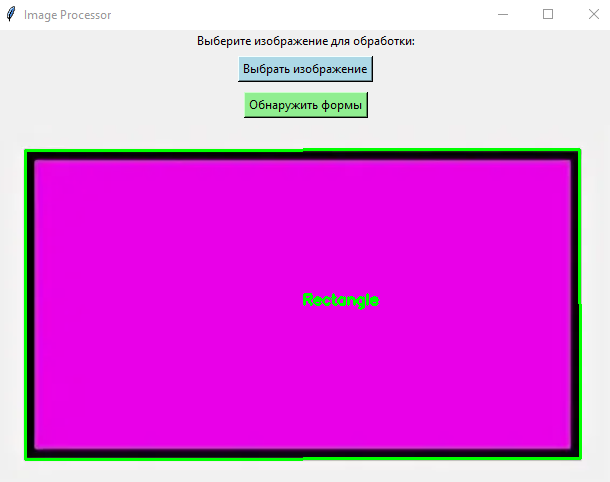 Image Processor
Выберите изображение для обработки:
Выбрать изображение
Обнаружить формы
Rectangle